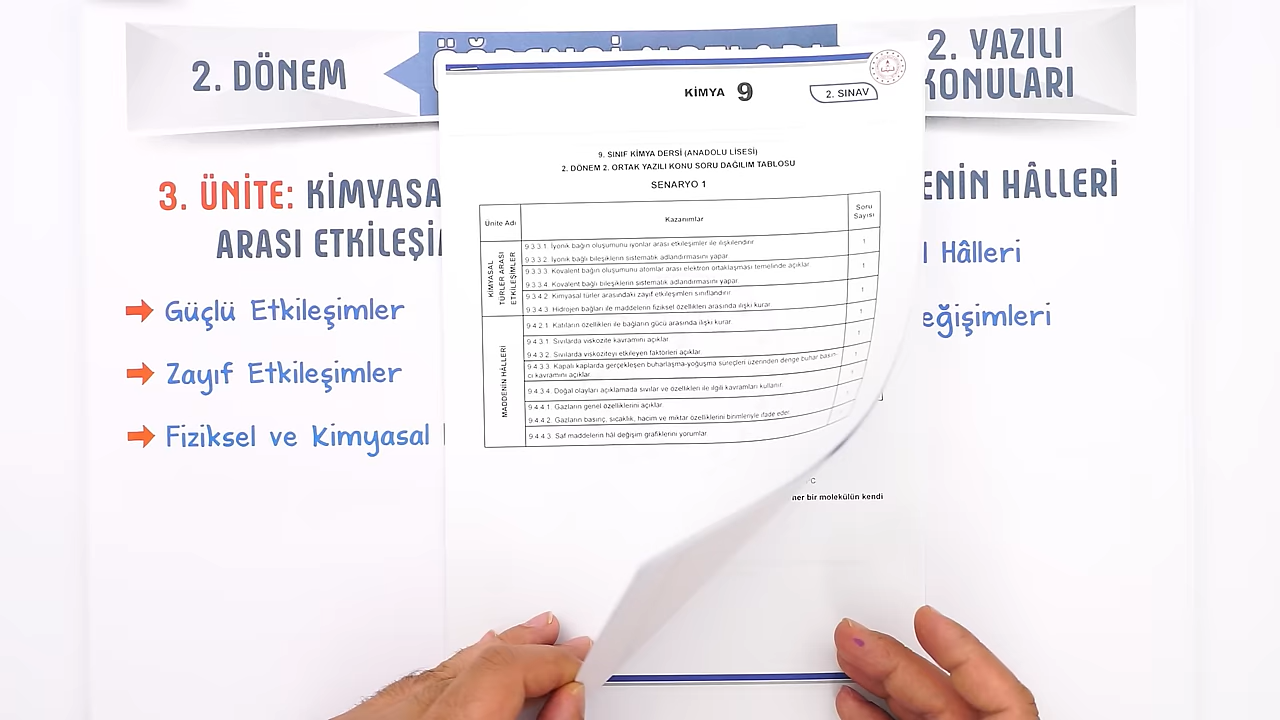 2. DÖNEM
2. YAZILI
KONULARI
3. ÜNİTE: KİMYASA
ARASI ETKİLEŞİ
Güçlü Etkileşimler
Zayıf Etkileşimler
Fiziksel ve Kimyasal
KİMYA 9
2. SINAV
9. SINIF KİMYA DERSİ (ANADOLU LİSESİ)
2. DÖNEM 2. ORTAK YAZILI KONU SORU DAĞILIM TABLOSU
SENARYO 1
Ünite Adı
Kazanımlar
Soru
Sayısı
KİMYASAL
TÜRLER ARASI
ETKİLEŞİMLER
9.3.3.1. İyonik bağın oluşumunu iyonlar arası etkileşimler ile ilişkilendirir.
9.3.3.2. İyonik bağlı bileşiklerin sistematik adlandırmasını yapar.
1
9.3.3.3. Kovalent bağın oluşumunu atomlar arası elektron ortaklaşması temelinde açıklar.
9.3.3.4. Kovalent bağlı bileşiklerin sistematik adlandırmasını yapar.
1
9.3.4.2. Kimyasal türler arasındaki zayıf etkileşimleri sınıflandırır.
9.3.4.3. Hidrojen bağları ile maddelerin fiziksel özellikleri arasında ilişki kurar.
1
MADDENİN HÂLLERİ
9.4.2.1. Katıların özellikleri ile bağların gücü arasında ilişki kurar.
1
9.4.3.1. Sıvılarda viskozite kavramını açıklar.
9.4.3.2. Sıvılarda viskoziteyi etkileyen faktörleri açıklar.
1
9.4.3.3. Kapalı kaplarda gerçekleşen buharlaşma-yoğuşma süreçleri üzerinden denge buhar basın-
cı kavramını açıklar.
1
9.4.3.4. Doğal olayları açıklamada sıvılar ve özellikleri ile ilgili kavramları kullanır.
1
9.4.4.1. Gazların genel özelliklerini açıklar.
9.4.4.2. Gazların basınç, sıcaklık, hacim ve miktar özelliklerini birimleriyle ifade eder.
9.4.4.3. Saf maddelerin hâl değişim grafiklerini yorumlar.
ENİN HÂLLERİ
l Hâlleri
eğişimleri
C
ner bir molekülün kendi